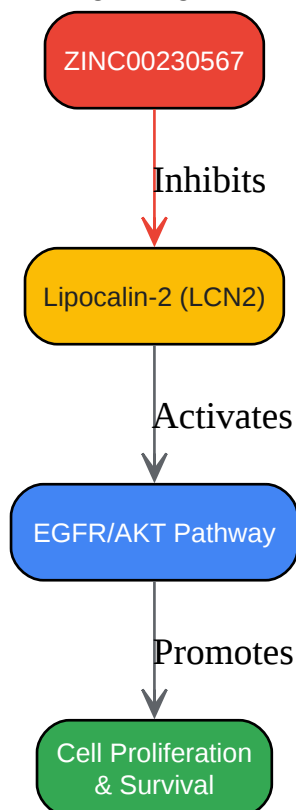 ZINC00230567
Inhibits
Lipocalin-2 (LCN2)
Activates
EGFR/AKT Pathway
Promotes
Cell Proliferation
& Survival